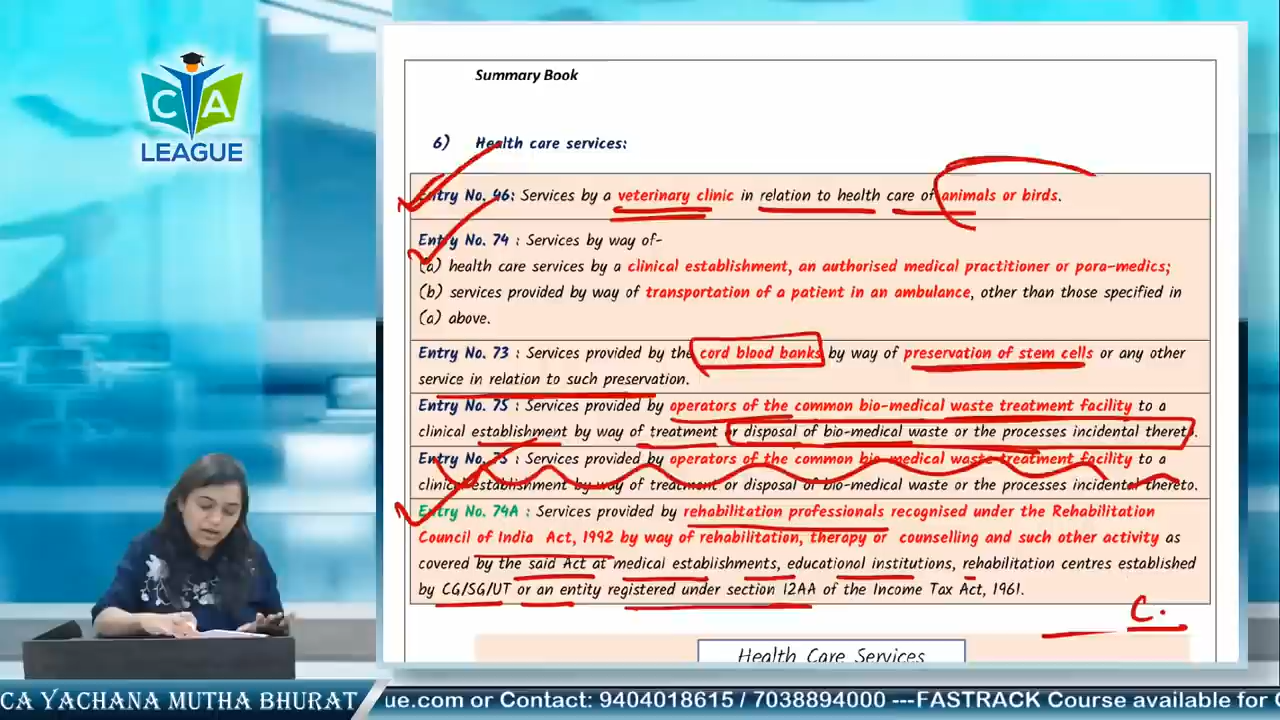 C A
LEAGUE
Summary Book
6) Health care services:
Entry No. 46: Services by a veterinary clinic in relation to health care of animals or birds.
Entry No. 74 : Services by way of-
(a) health care services by a clinical establishment, an authorised medical practitioner or para-medics;
(b) services provided by way of transportation of a patient in an ambulance, other than those specified in
(a) above.
Entry No. 73 : Services provided by the cord blood banks by way of preservation of stem cells or any other
service in relation to such preservation.
Entry No. 75 : Services provided by operators of the common bio-medical waste treatment facility to a
clinical establishment by way of treatment or disposal of bio-medical waste or the processes incidental thereto.
Entry No. 75 : Services provided by operators of the common bio-medical waste treatment facility to a
clinical establishment by way of treatment or disposal of bio-medical waste or the processes incidental thereto.
Entry No. 74A : Services provided by rehabilitation professionals recognised under the Rehabilitation
Council of India Act, 1992 by way of rehabilitation, therapy or counselling and such other activity as
covered by the said Act at medical establishments, educational institutions, rehabilitation centres established
by CG/SG/UT or an entity registered under section 12AA of the Income Tax Act, 1961.
C.
Health Care Services
CA YACHANA MUTHA BHURAT
ue.com or Contact: 9404018615 / 7038894000 ---FASTRACK Course available for C